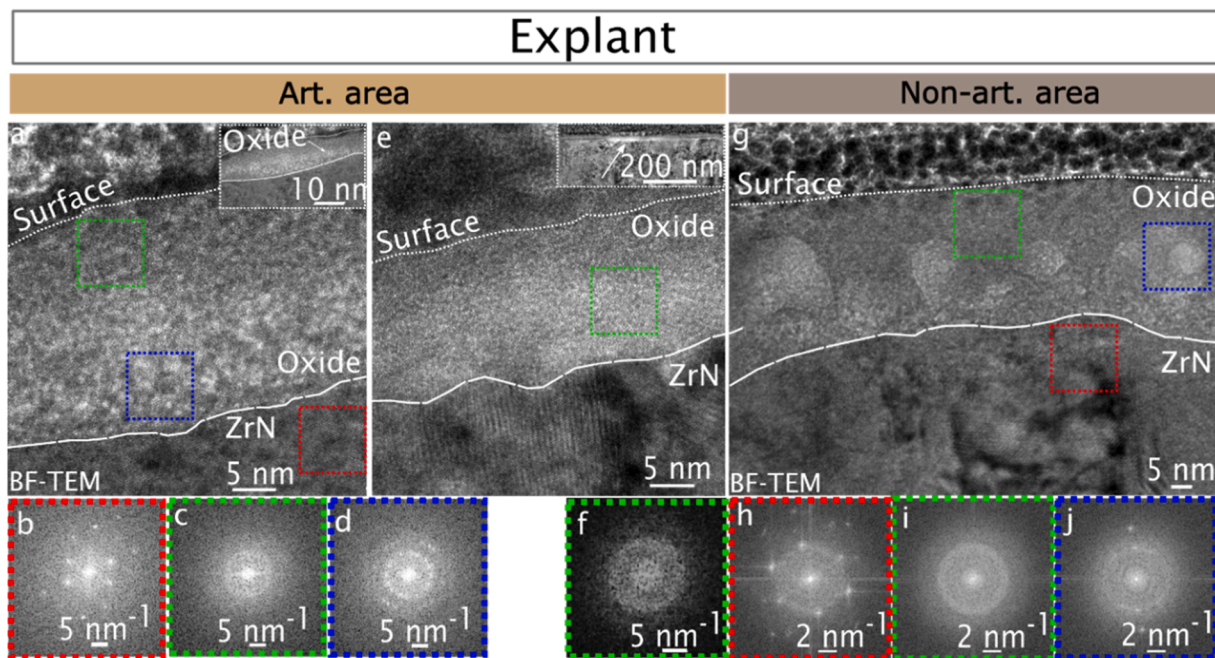 Explant
Art. area
Non-art. area
a
Oxide
10 nm
Surface
Oxide
ZrN
BF-TEM
5 nm
e
200 nm
Surface
Oxide
ZrN
5 nm
g
Surface
Oxide
ZrN
BF-TEM
5 nm
b
5 nm⁻¹
c
5 nm⁻¹
d
5 nm⁻¹
f
5 nm⁻¹
h
2 nm⁻¹
i
2 nm⁻¹
j
2 nm⁻¹